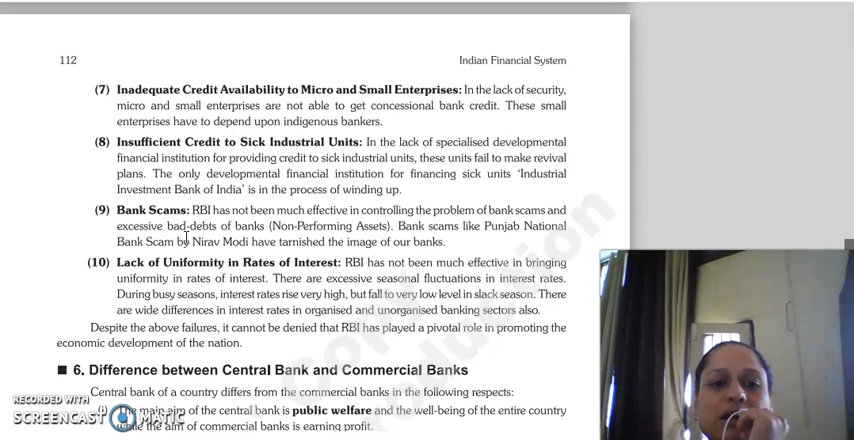 112 Indian Financial System
(7) Inadequate Credit Availability to Micro and Small Enterprises: In the lack of security,
micro and small enterprises are not able to get concessional bank credit. These small
enterprises have to depend upon indigenous bankers.
(8) Insufficient Credit to Sick Industrial Units: In the lack of specialised developmental
financial institution for providing credit to sick industrial units, these units fail to make revival
plans. The only developmental financial institution for financing sick units 'Industrial
Investment Bank of India' is in the process of winding up.
(9) Bank Scams: RBI has not been much effective in controlling the problem of bank scams and
excessive bad-debts of banks (Non-Performing Assets). Bank scams like Punjab National
Bank Scam by Nirav Modi have tarnished the image of our banks.
(10) Lack of Uniformity in Rates of Interest: RBI has not been much effective in bringing
uniformity in rates of interest. There are excessive seasonal fluctuations in interest rates.
During busy seasons, interest rates rise very high, but fall to very low level in slack season. There
are wide differences in interest rates in organised and unorganised banking sectors also.
Despite the above failures, it cannot be denied that RBI has played a pivotal role in promoting the
economic development of the nation.
■ 6. Difference between Central Bank and Commercial Banks
Central bank of a country differs from the commercial banks in the following respects:
The main aim of the central bank is public welfare and the well-being of the entire country
while the aim of commercial banks is earning profit.
RECORDED WITH
SCREENCAST MATIC